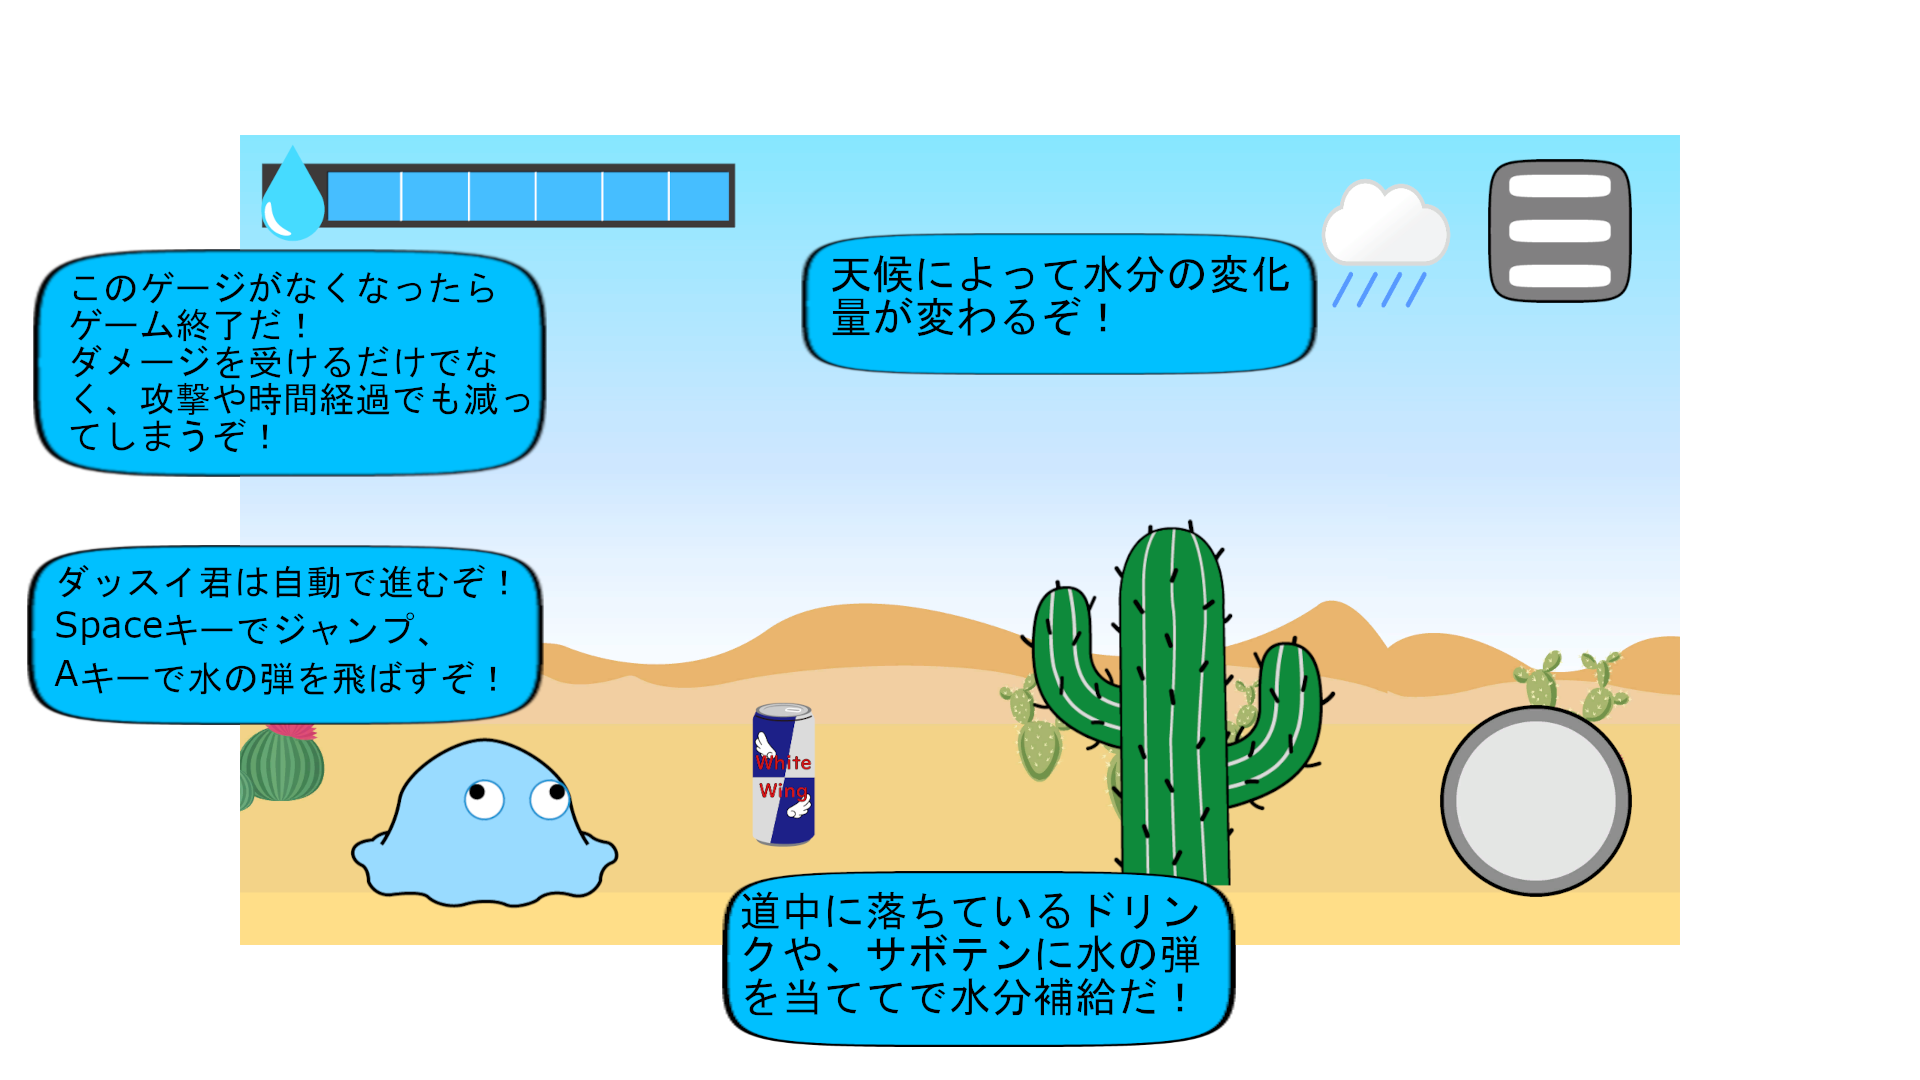 このゲージがなくなったら
ゲーム終了だ！
ダメージを受けるだけでな
く、攻撃や時間経過でも減っ
てしまうぞ！
天候によって水分の変化
量が変わるぞ！
ダッスイ君は自動で進むぞ！
Spaceキーでジャンプ、
Aキーで水の弾を飛ばすぞ！
White
Wing
道中に落ちているドリン
クや、サボテンに水の弾
を当ててで水分補給だ！